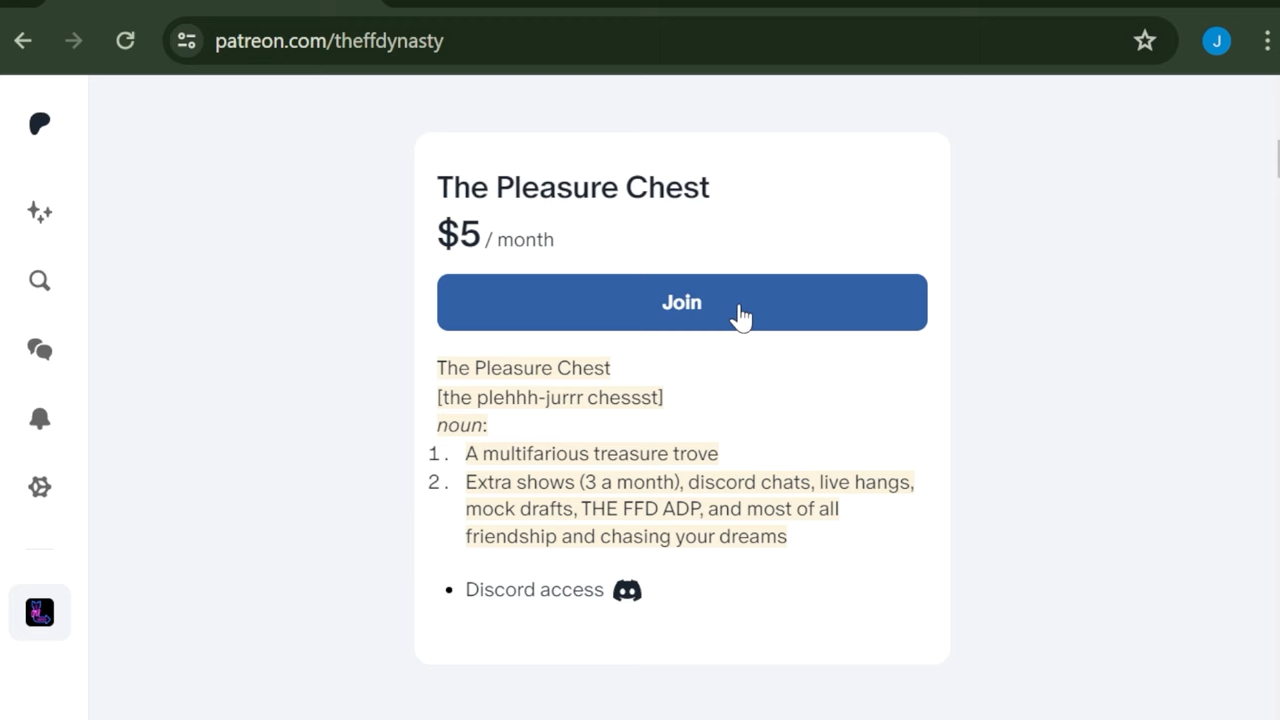 patreon.com/theffdynasty
J
The Pleasure Chest
$5 / month
Join
The Pleasure Chest
[the plehhh-jurrr chessst]
noun:
1. A multifarious treasure trove
2. Extra shows (3 a month), discord chats, live hangs,
mock drafts, THE FFD ADP, and most of all
friendship and chasing your dreams
• Discord access